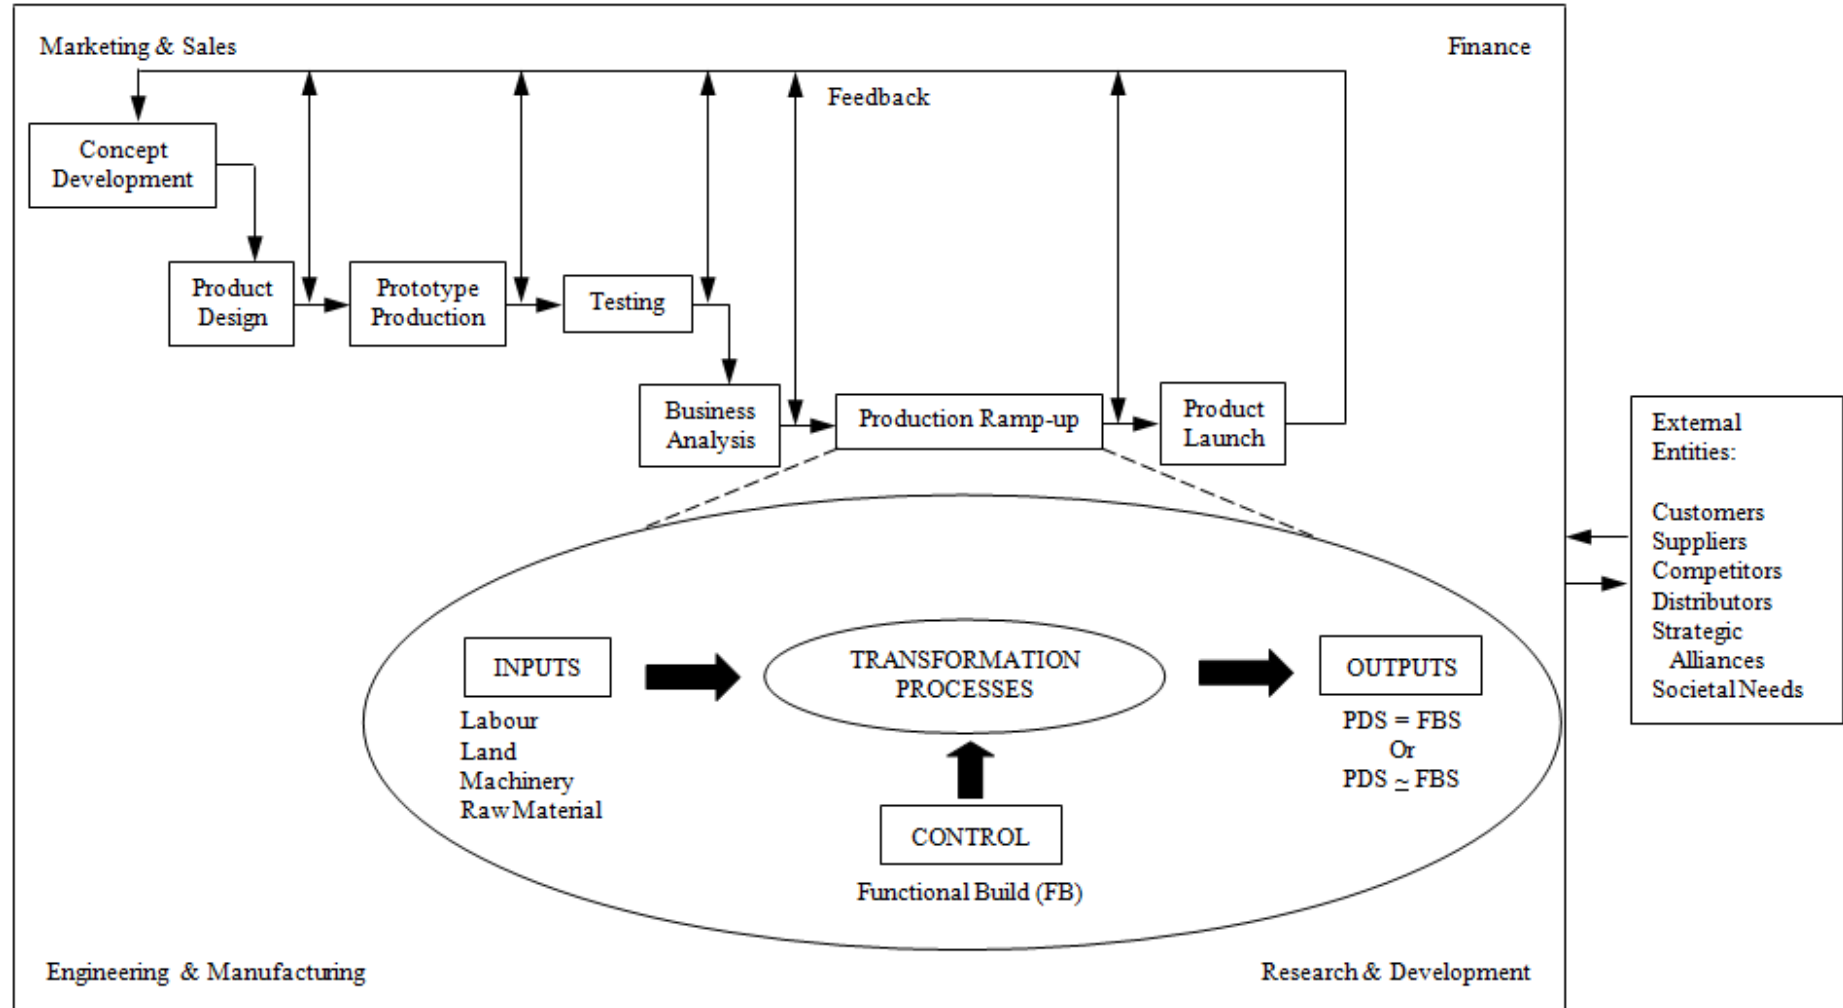 Marketing & Sales
Finance
Feedback
Concept
Development
Product
Design
Prototype
Production
Testing
Business
Analysis
Production Ramp-up
Product
Launch
External
Entities:
Customers
Suppliers
Competitors
Distributors
Strategic
Alliances
Societal Needs
INPUTS
Labour
Land
Machinery
Raw Material
TRANSFORMATION
PROCESSES
OUTPUTS
PDS = FBS
Or
PDS ≃ FBS
CONTROL
Functional Build (FB)
Engineering & Manufacturing
Research & Development